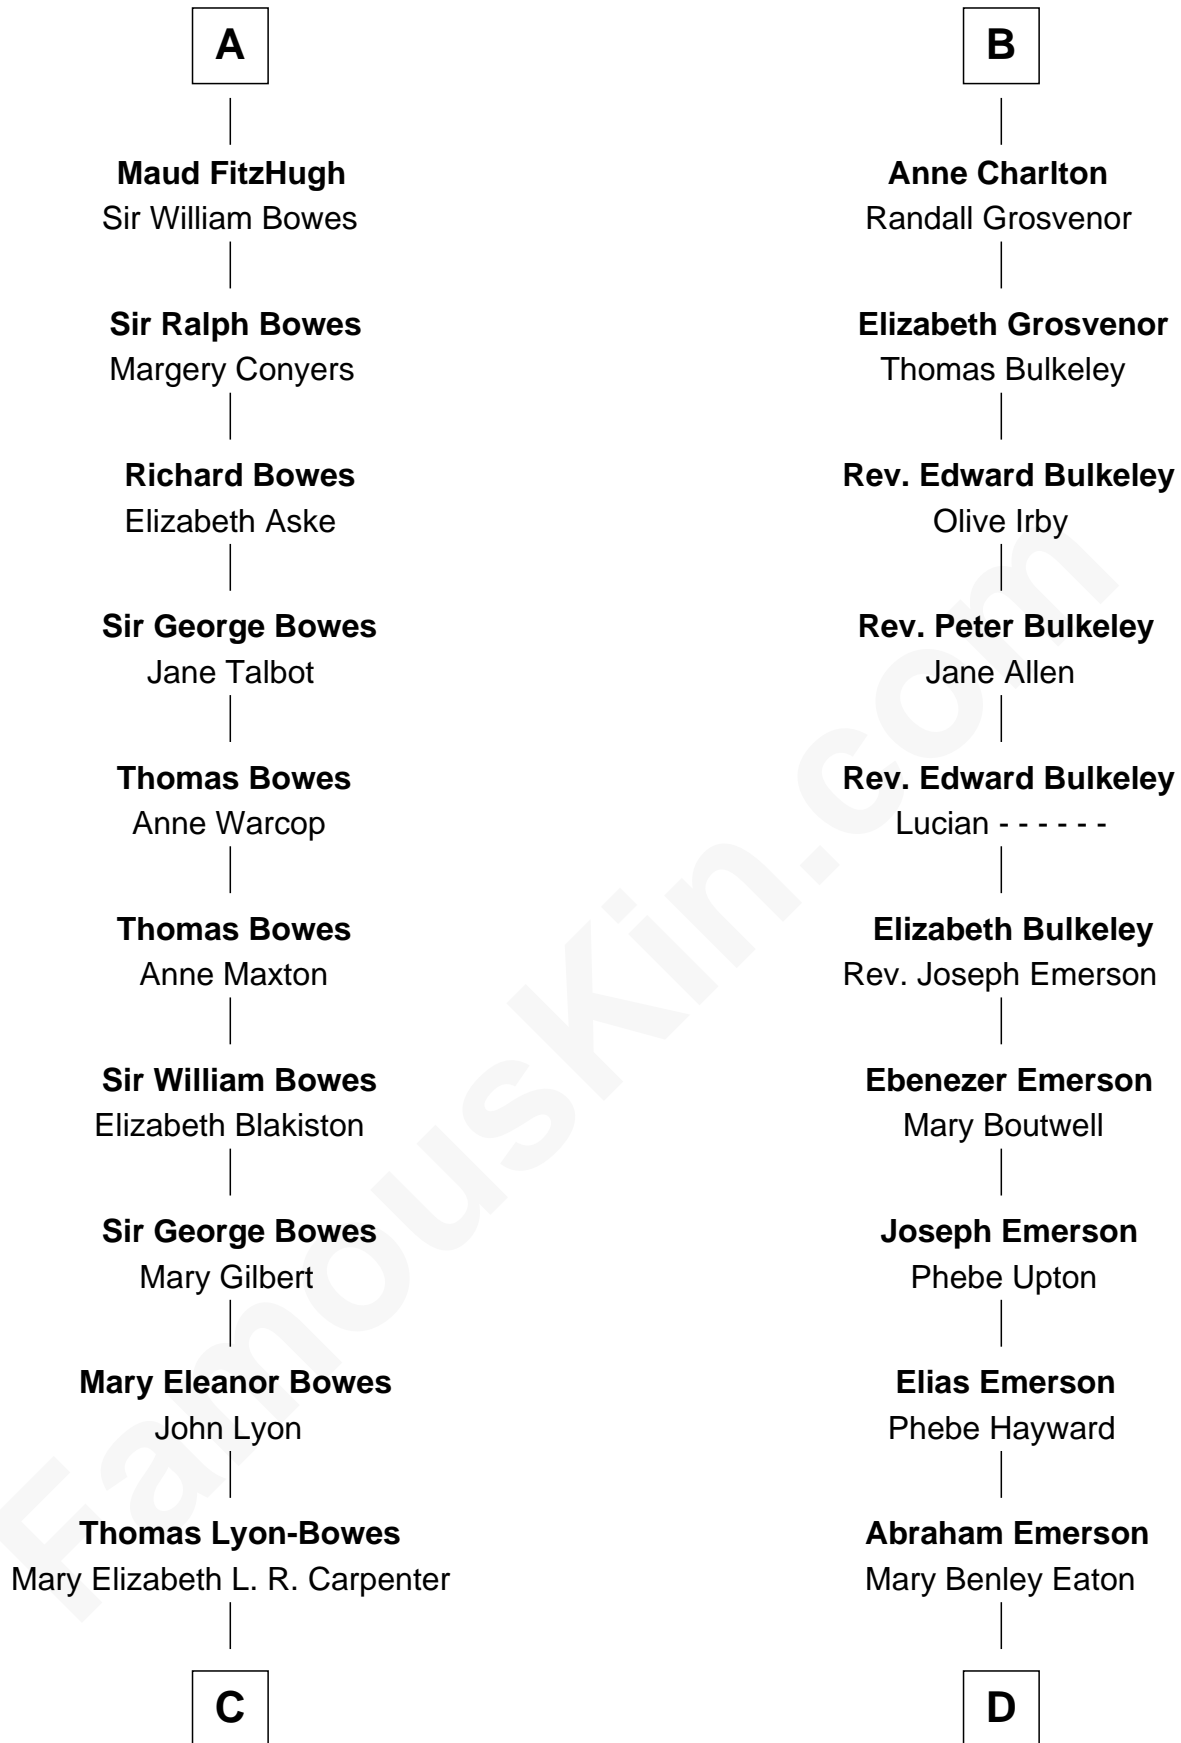 A
Maud FitzHugh
Sir William Bowes
Sir Ralph Bowes
Margery Conyers
Richard Bowes
Elizabeth Aske
Sir George Bowes
Jane Talbot
Thomas Bowes
Anne Warcop
Thomas Bowes
Anne Maxton
Sir William Bowes
Elizabeth Blakiston
Sir George Bowes
Mary Gilbert
Mary Eleanor Bowes
John Lyon
Thomas Lyon-Bowes
Mary Elizabeth L. R. Carpenter
C
B
Anne Charlton
Randall Grosvenor
Elizabeth Grosvenor
Thomas Bulkeley
Rev. Edward Bulkeley
Olive Irby
Rev. Peter Bulkeley
Jane Allen
Rev. Edward Bulkeley
Lucian - - - - - -
Elizabeth Bulkeley
Rev. Joseph Emerson
Ebenezer Emerson
Mary Boutwell
Joseph Emerson
Phebe Upton
Elias Emerson
Phebe Hayward
Abraham Emerson
Mary Benley Eaton
D
FamousKin.com